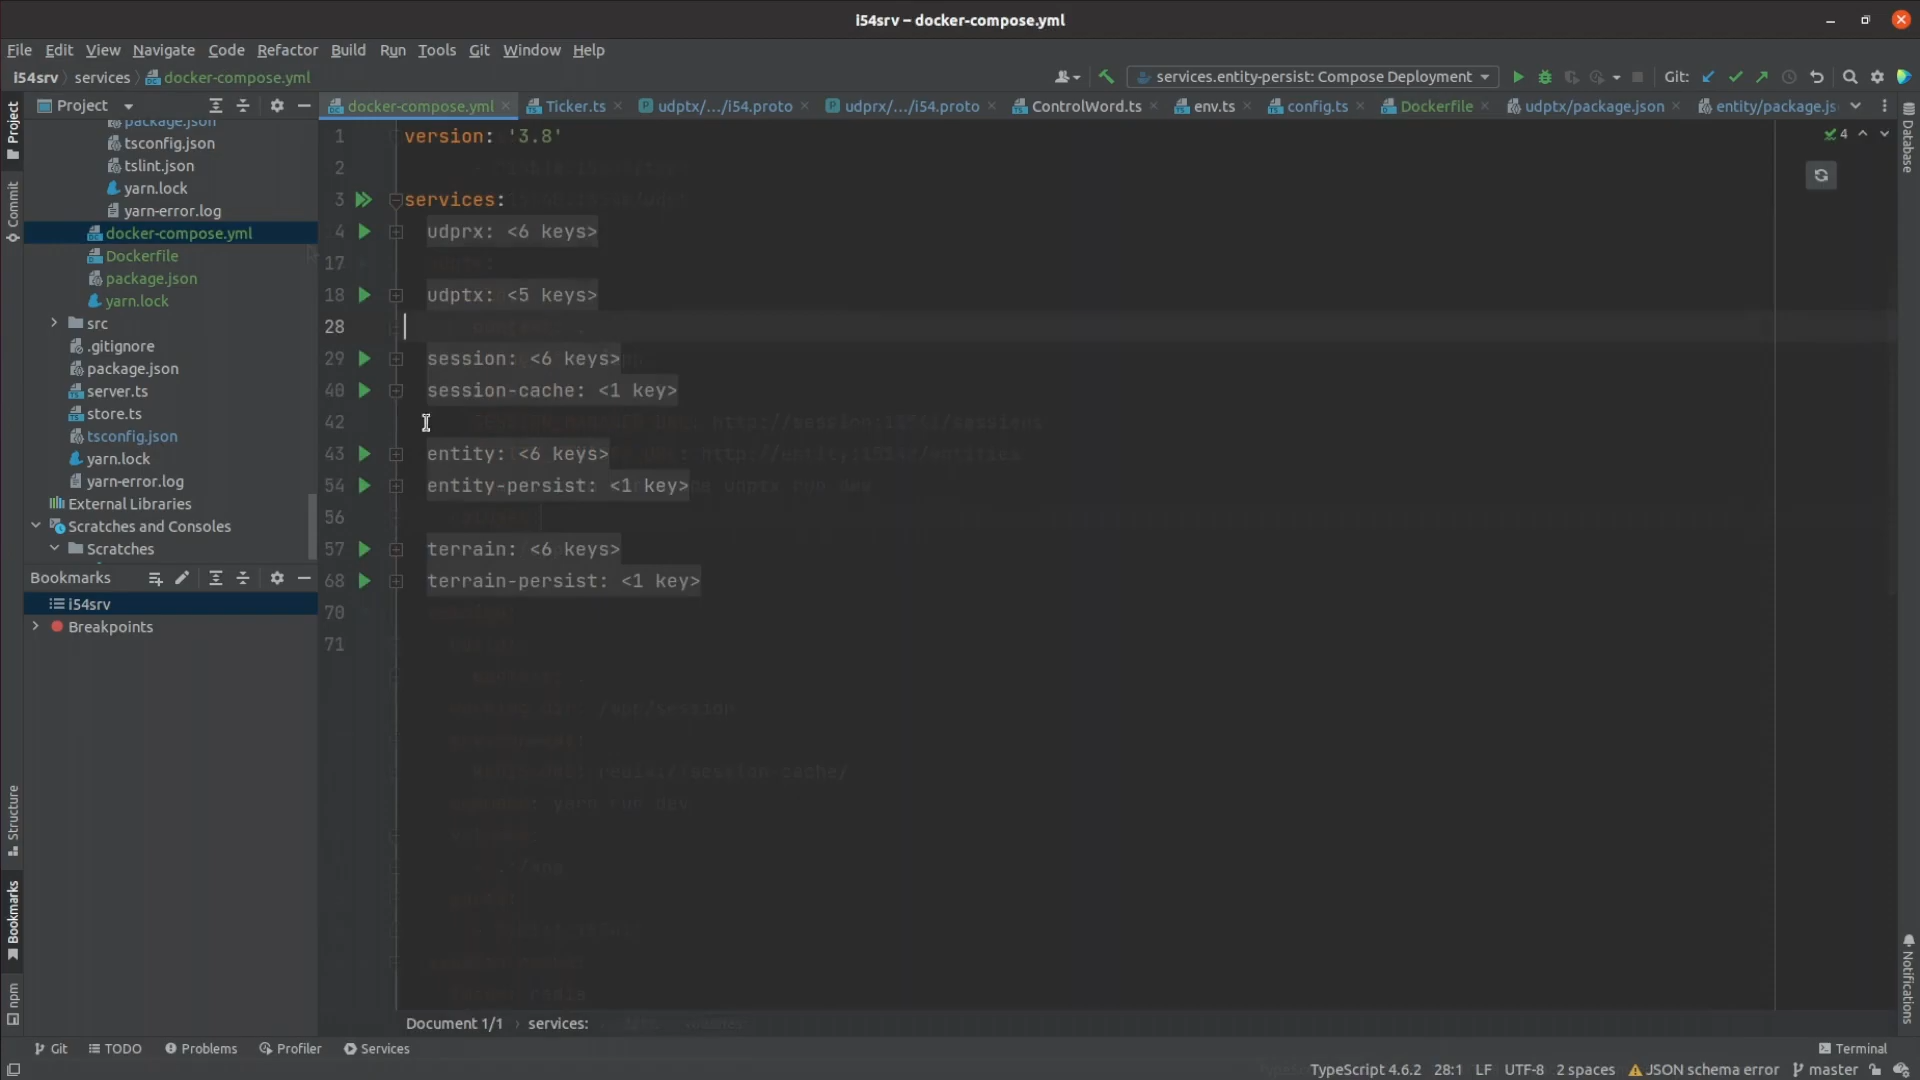 i54srv – docker-compose.yml
File Edit View Navigate Code Refactor Build Run Tools Git Window Help
i54srv services docker-compose.yml
services.entity-persist: Compose Deployment Git:
Project
docker-compose.yml Ticker.ts udptx/.../i54.proto udprx/.../i54.proto ControlWord.ts env.ts config.ts Dockerfile udptx/package.json entity/package.js
package.json
tsconfig.json
tslint.json
yarn.lock
yarn-error.log
docker-compose.yml
Dockerfile
package.json
yarn.lock
src
.gitignore
package.json
server.ts
store.ts
tsconfig.json
yarn.lock
yarn-error.log
External Libraries
Scratches and Consoles
Scratches
Bookmarks
i54srv
Breakpoints
1 version: '3.8'
2
3 services:
4 udprx: <6 keys>
17
18 udptx: <5 keys>
28
29 session: <6 keys>
40 session-cache: <1 key>
42
43 entity: <6 keys>
54 entity-persist: <1 key>
56
57 terrain: <6 keys>
68 terrain-persist: <1 key>
70
71
4
Project
Commit
Structure
Bookmarks
npm
Database
Notifications
Document 1/1 › services:
Git TODO Problems Profiler Services
Terminal
TypeScript 4.6.2 28:1 LF UTF-8 2 spaces JSON schema error master